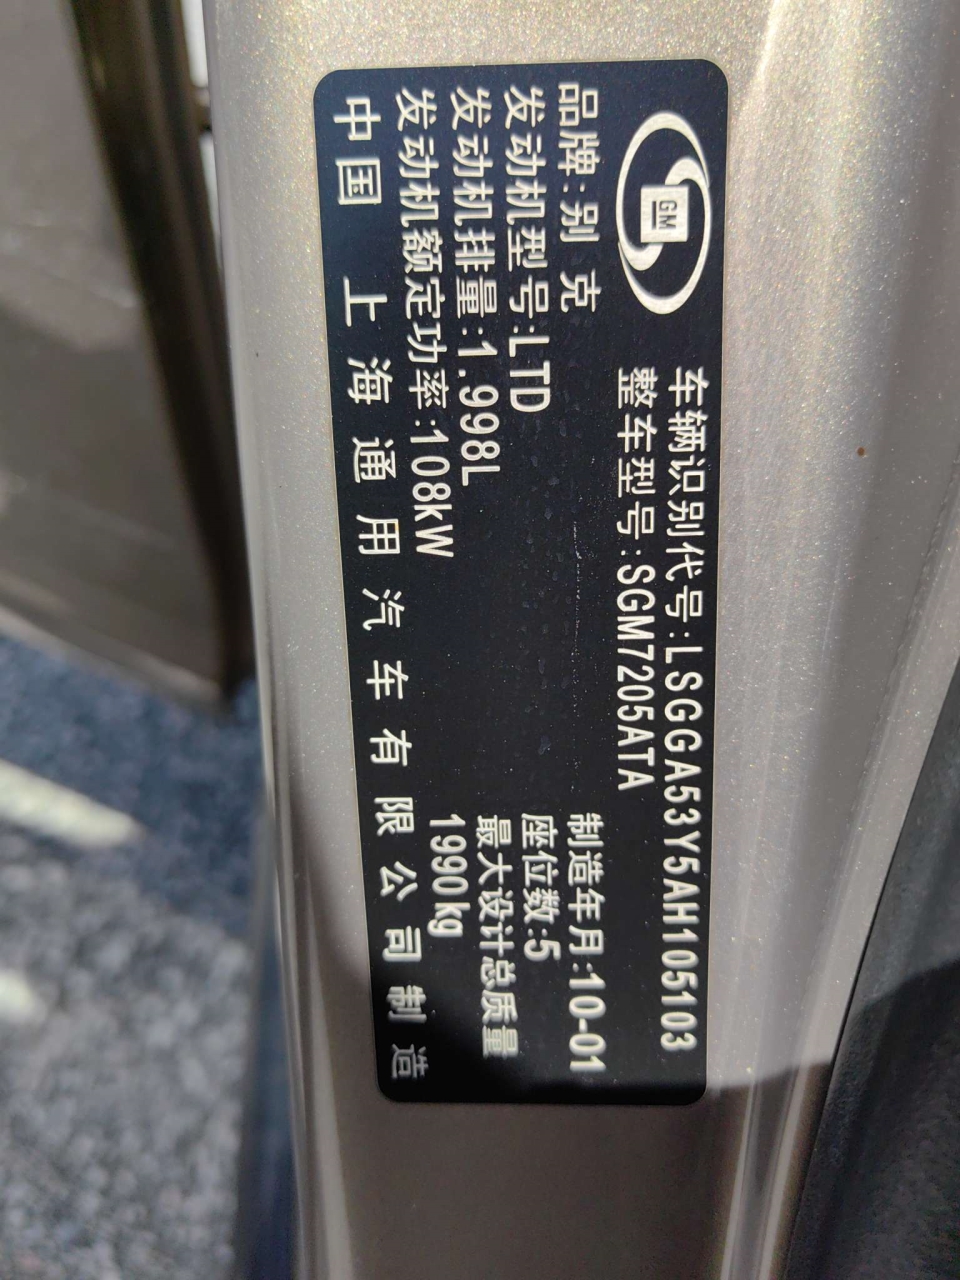 GM
车辆识别代号:LSGGA53Y5AH105103
整车型号:SGM7205ATA
品牌:别 克
制造年月:10-01
发动机型号:LTD
座位数:5
发动机排量:1.998L
最大设计总质量
发动机额定功率:108kW
1990kg
中国 上海通用汽车有限公司制造